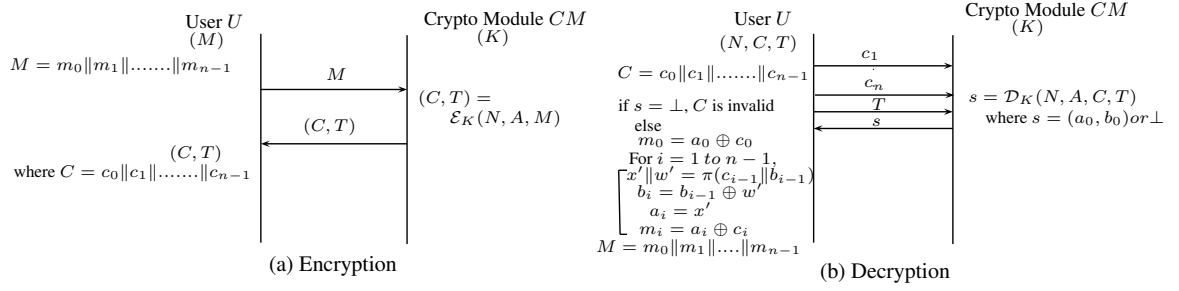 User U
(M)
Crypto Module CM
(K)
M = m₀‖m₁‖.......‖mₙ₋₁
M
(C, T) =
ℰ_K(N, A, M)
(C, T)
(C, T)
where C = c₀‖c₁‖.......‖cₙ₋₁
(a) Encryption
User U
(N, C, T)
Crypto Module CM
(K)
C = c₀‖c₁‖.......‖cₙ₋₁
c₁
.
cₙ
T
s
if s = ⊥, C is invalid
else
m₀ = a₀ ⊕ c₀
For i = 1 to n − 1,
x′‖w′ = π(cᵢ₋₁‖bᵢ₋₁)
bᵢ = bᵢ₋₁ ⊕ w′
aᵢ = x′
mᵢ = aᵢ ⊕ cᵢ
M = m₀‖m₁‖....‖mₙ₋₁
s = 𝒟_K(N, A, C, T)
where s = (a₀, b₀)or⊥
(b) Decryption